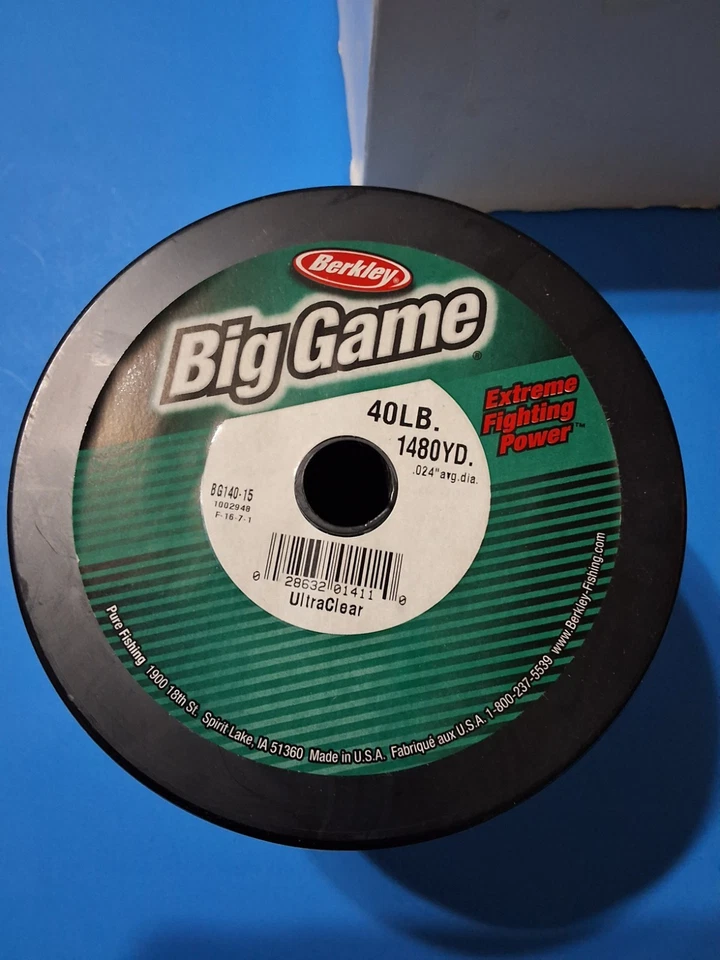 Berkley®
Big Game®
Extreme
Fighting
Power™
40LB.
1480YD.
.024"avg.dia.
BG140-15
1002948
F-16-7-1
0 28632 01411 0
UltraClear
Pure Fishing 1900 18th St. Spirit Lake, IA 51360 Made in U.S.A. Fabriqué aux U.S.A. 1-800-237-5539 www.Berkley-Fishing.com